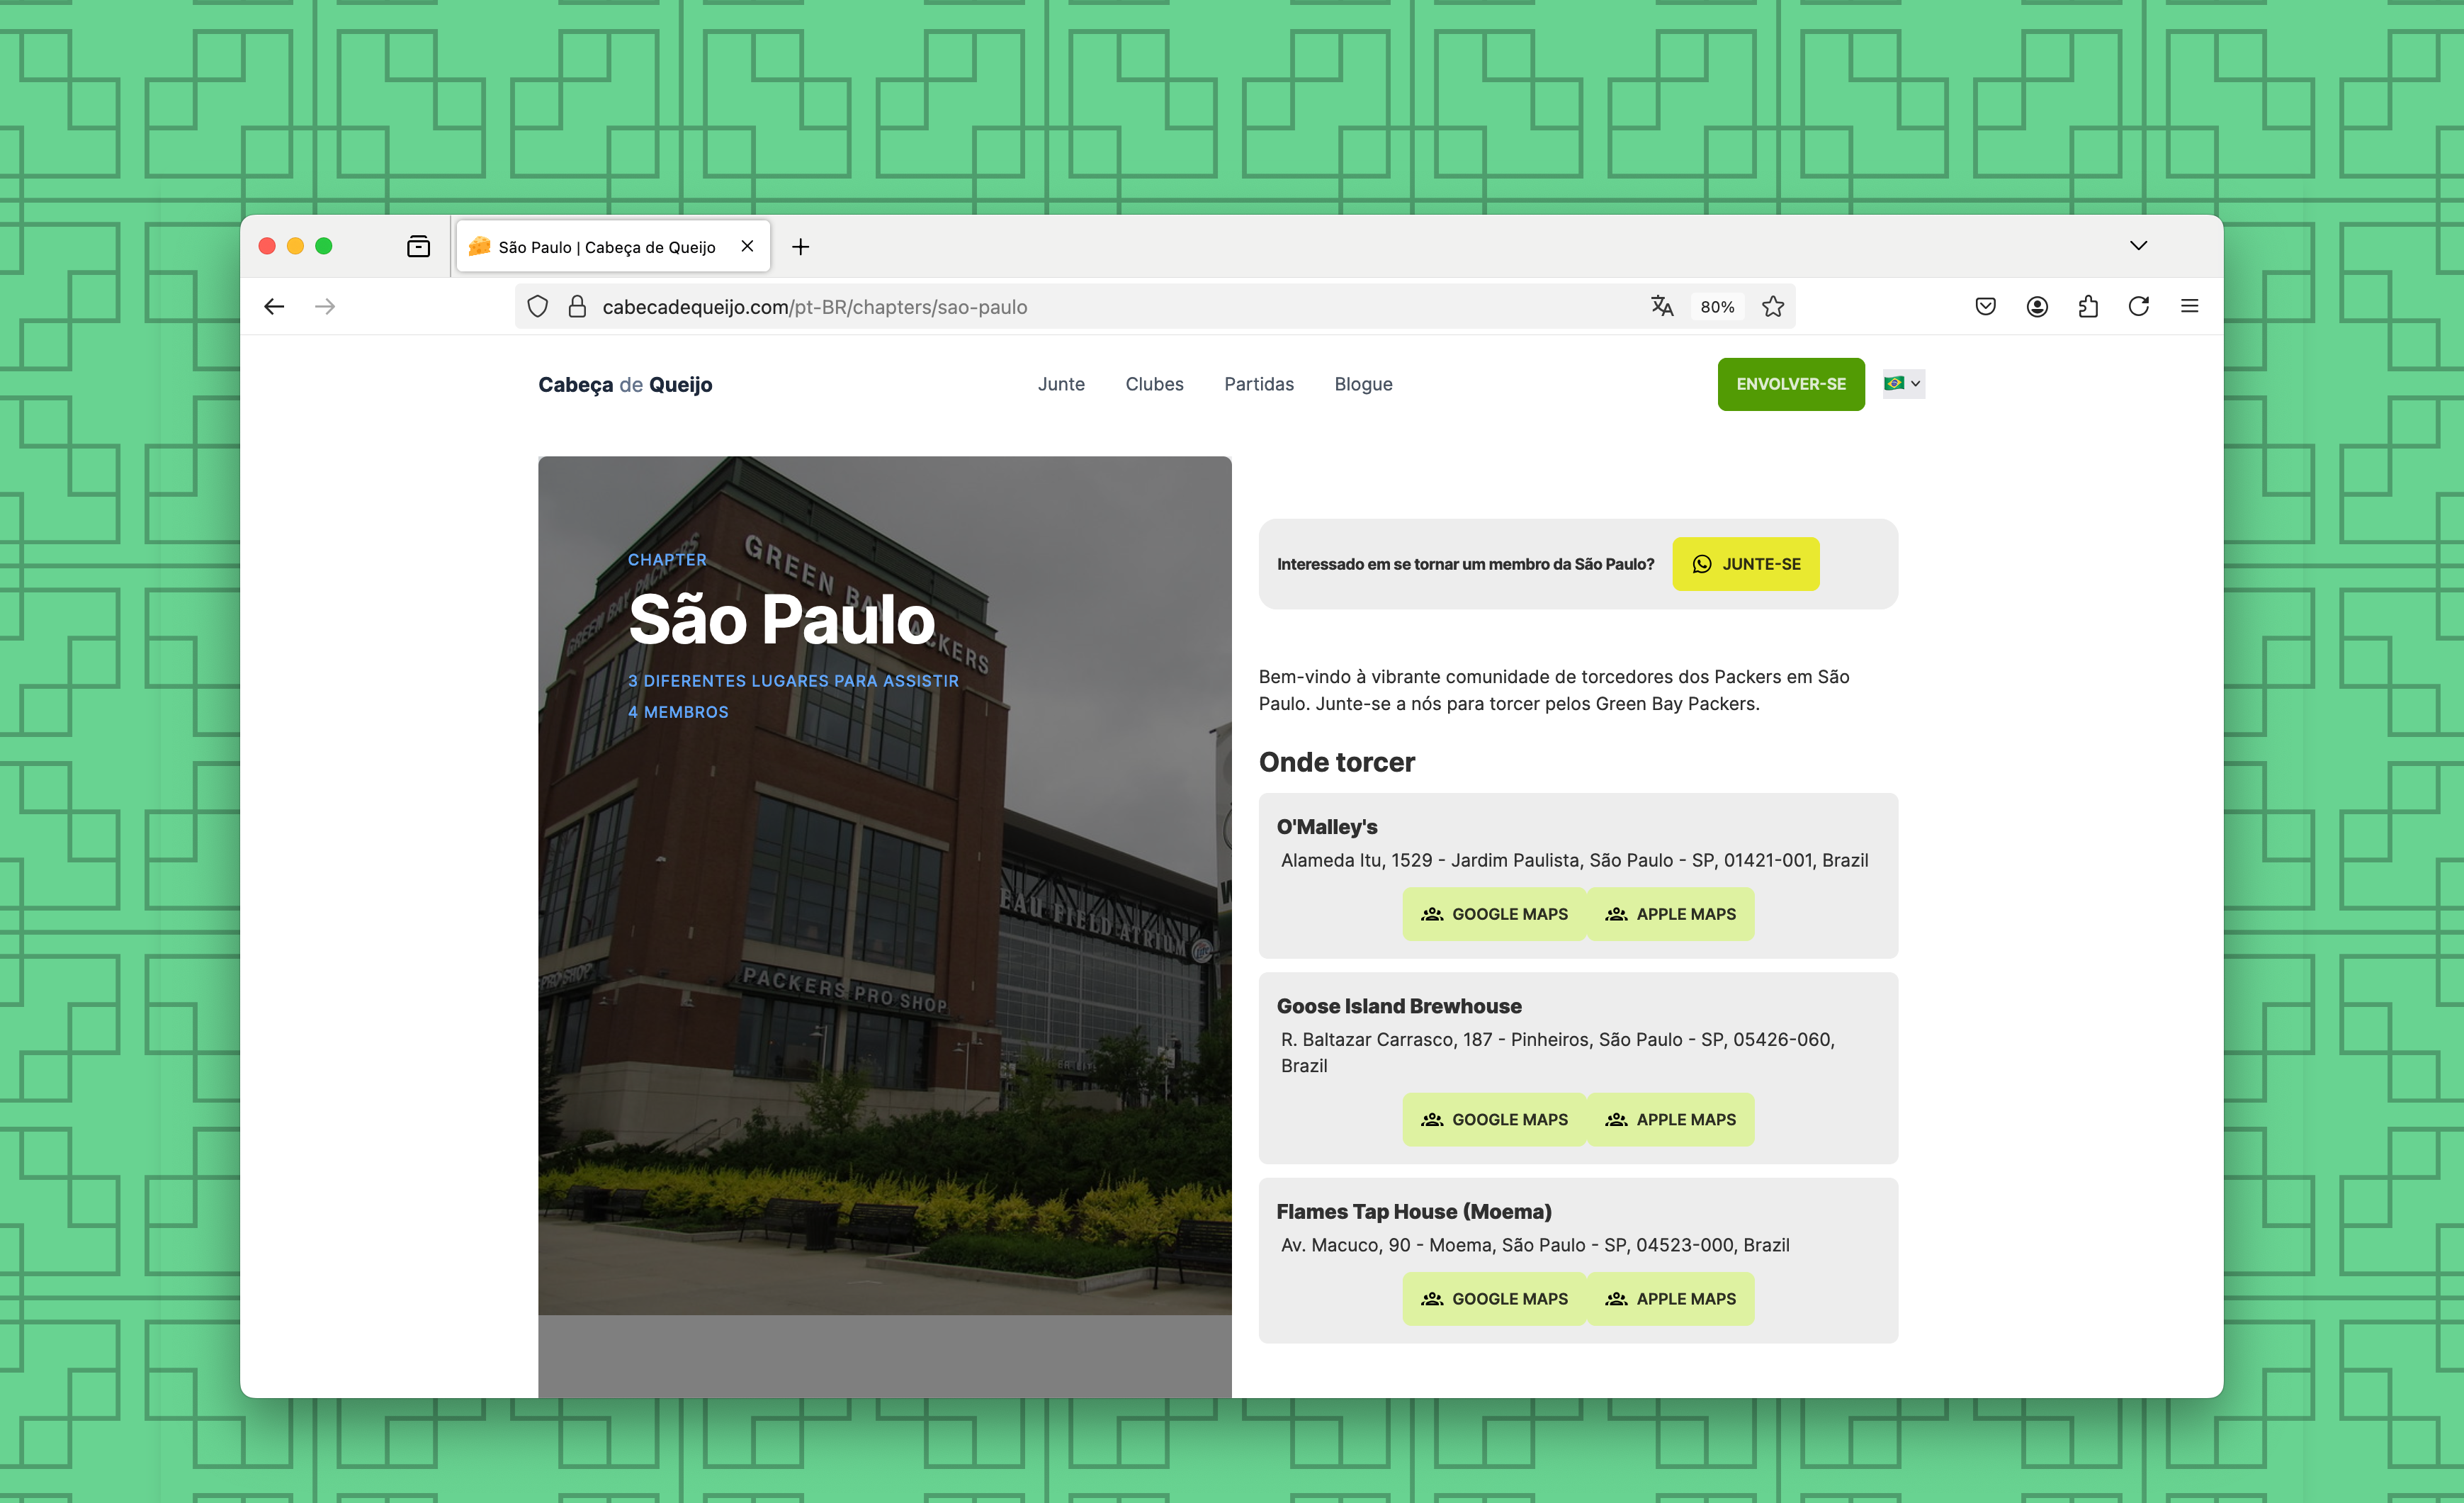 São Paulo | Cabeça de Queijo
cabecadequeijo.com/pt-BR/chapters/sao-paulo
80%
Cabeça de Queijo
Junte
Clubes
Partidas
Blogue
ENVOLVER-SE
CHAPTER
São Paulo
3 DIFERENTES LUGARES PARA ASSISTIR
4 MEMBROS
GREEN BAY PACKERS
GREEN BAY PACKERS
EAU FIELD ATRIUM
PRO SHOP
PACKERS PRO SHOP
Interessado em se tornar um membro da São Paulo?
JUNTE-SE
Bem-vindo à vibrante comunidade de torcedores dos Packers em São
Paulo. Junte-se a nós para torcer pelos Green Bay Packers.
Onde torcer
O'Malley's
Alameda Itu, 1529 - Jardim Paulista, São Paulo - SP, 01421-001, Brazil
GOOGLE MAPS
APPLE MAPS
Goose Island Brewhouse
R. Baltazar Carrasco, 187 - Pinheiros, São Paulo - SP, 05426-060,
Brazil
GOOGLE MAPS
APPLE MAPS
Flames Tap House (Moema)
Av. Macuco, 90 - Moema, São Paulo - SP, 04523-000, Brazil
GOOGLE MAPS
APPLE MAPS